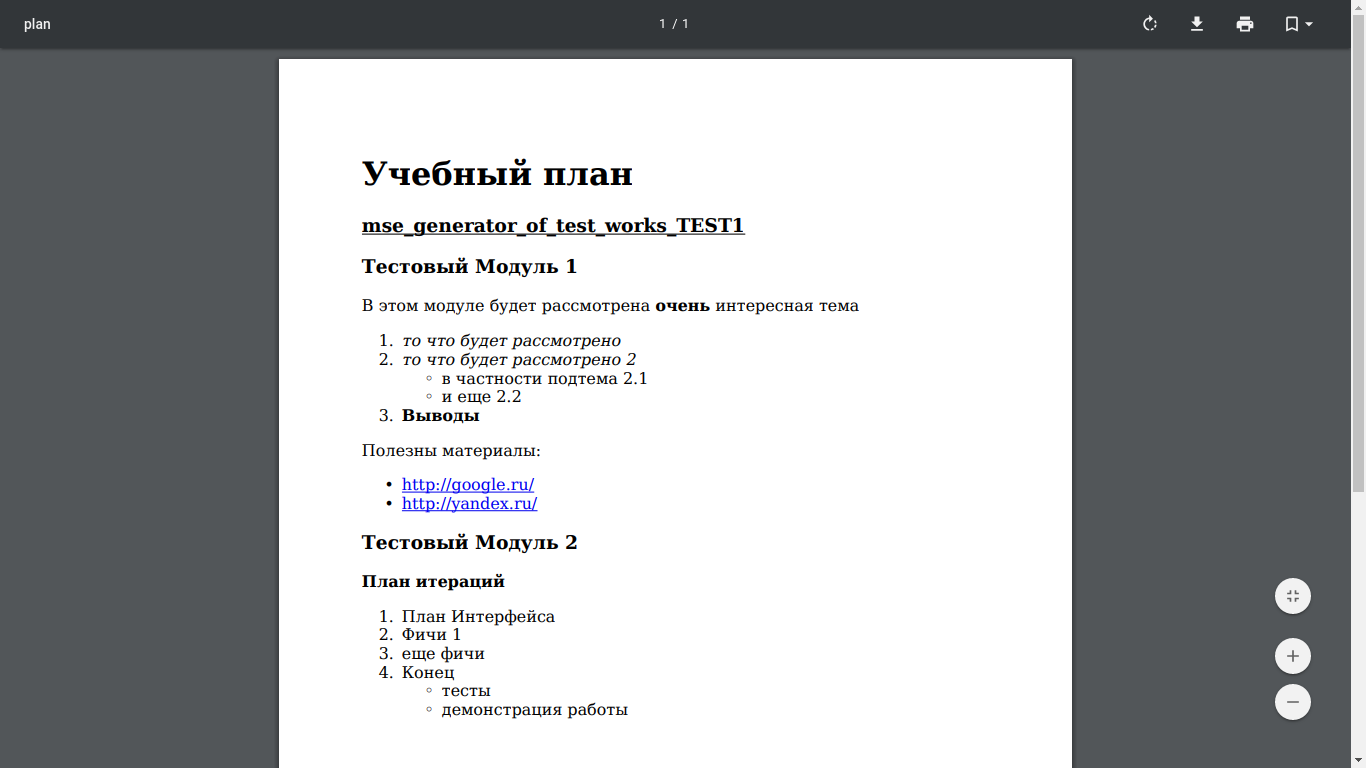 plan
1 / 1
Учебный план
mse_generator_of_test_works_TEST1
Тестовый Модуль 1
В этом модуле будет рассмотрена очень интересная тема
1. то что будет рассмотрено
2. то что будет рассмотрено 2
◦ в частности подтема 2.1
◦ и еще 2.2
3. Выводы
Полезны материалы:
• http://google.ru/
• http://yandex.ru/
Тестовый Модуль 2
План итераций
1. План Интерфейса
2. Фичи 1
3. еще фичи
4. Конец
◦ тесты
◦ демонстрация работы